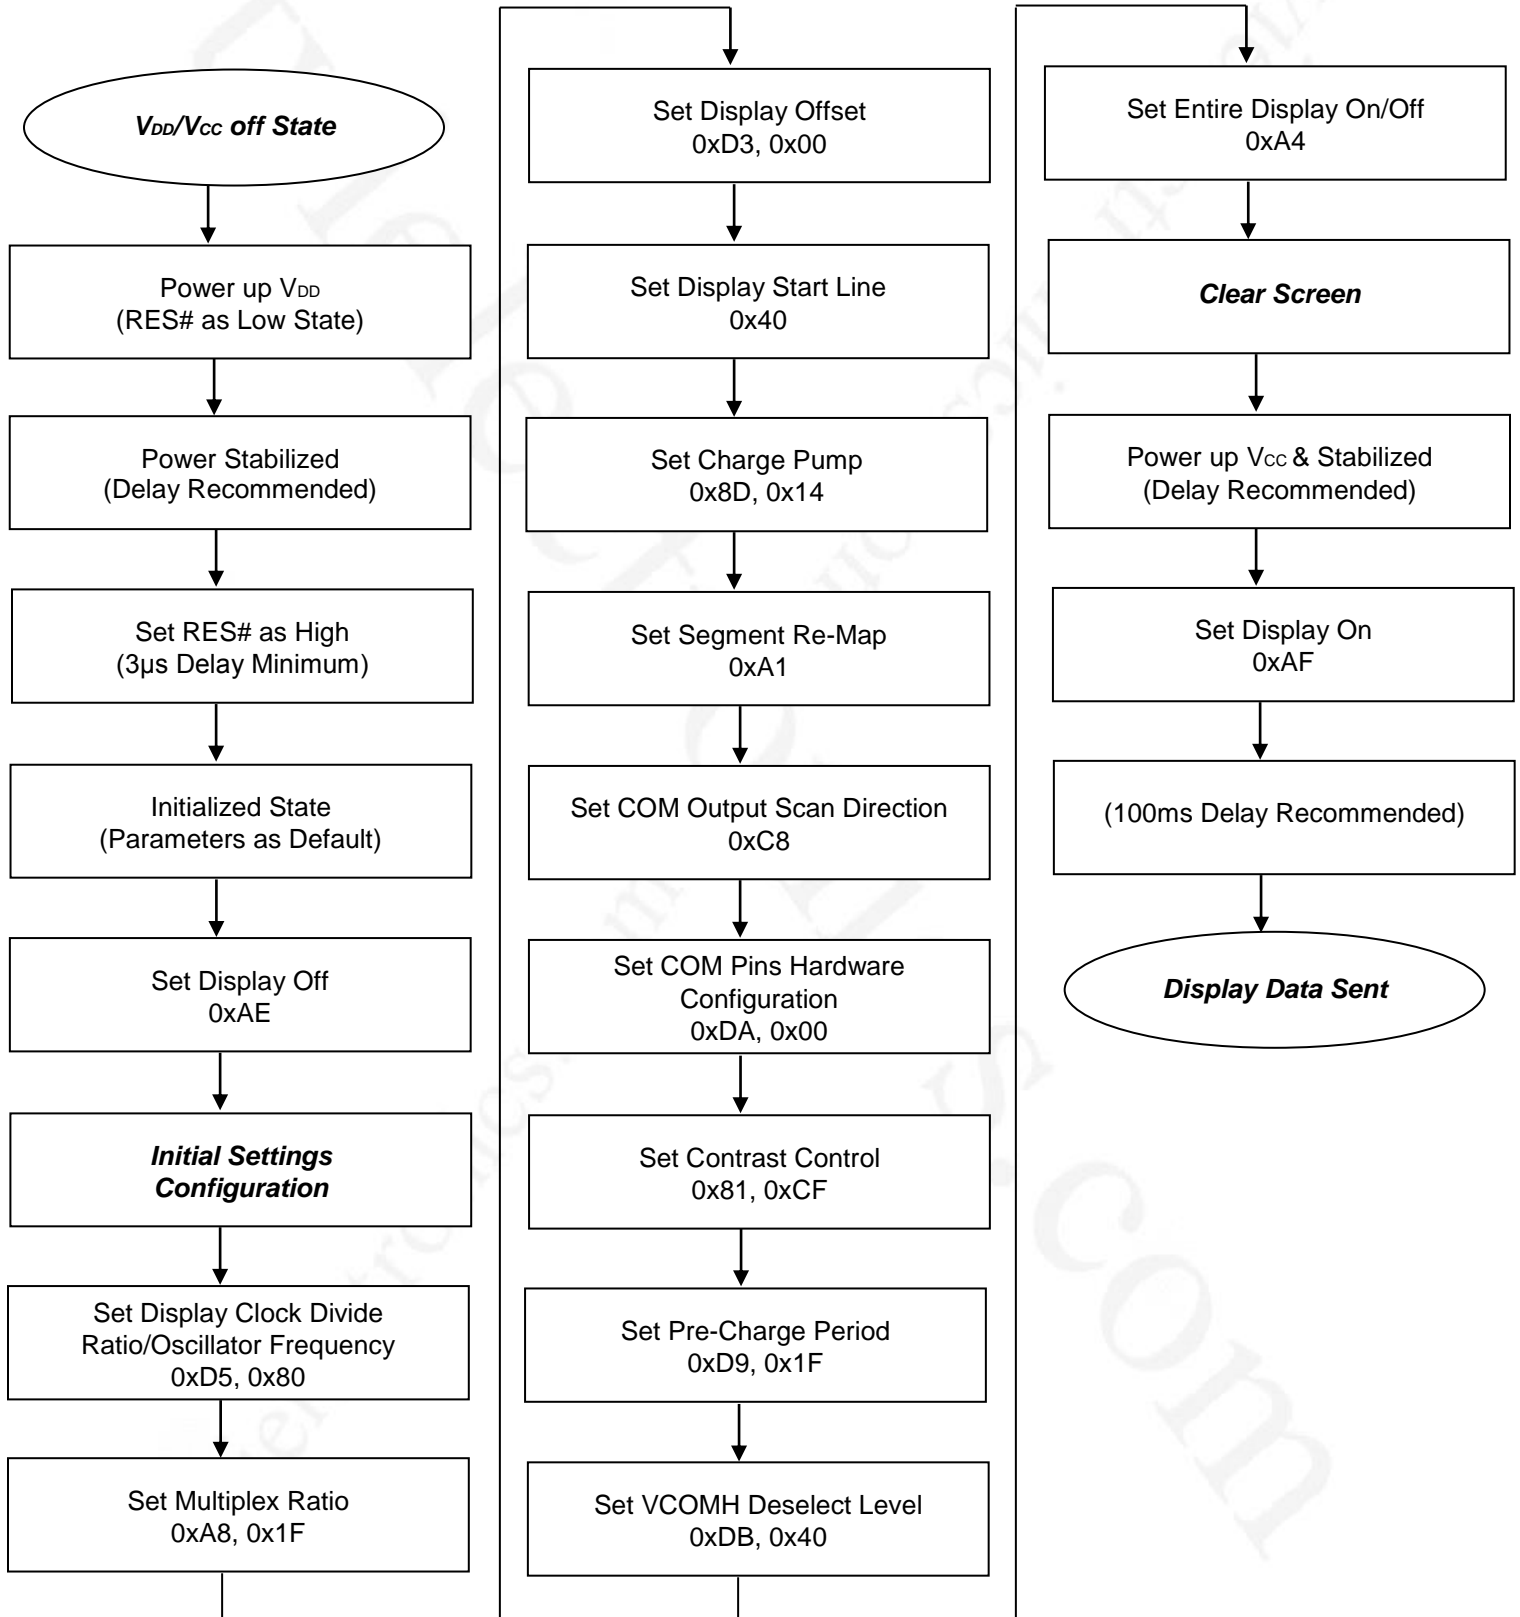 VDD/VCC off State
Power up VDD
(RES# as Low State)
Power Stabilized
(Delay Recommended)
Set RES# as High
(3µs Delay Minimum)
Initialized State
(Parameters as Default)
Set Display Off
0xAE
Initial Settings
Configuration
Set Display Clock Divide
Ratio/Oscillator Frequency
0xD5, 0x80
Set Multiplex Ratio
0xA8, 0x1F
Set Display Offset
0xD3, 0x00
Set Display Start Line
0x40
Set Charge Pump
0x8D, 0x14
Set Segment Re-Map
0xA1
Set COM Output Scan Direction
0xC8
Set COM Pins Hardware
Configuration
0xDA, 0x00
Set Contrast Control
0x81, 0xCF
Set Pre-Charge Period
0xD9, 0x1F
Set VCOMH Deselect Level
0xDB, 0x40
Set Entire Display On/Off
0xA4
Clear Screen
Power up VCC & Stabilized
(Delay Recommended)
Set Display On
0xAF
(100ms Delay Recommended)
Display Data Sent